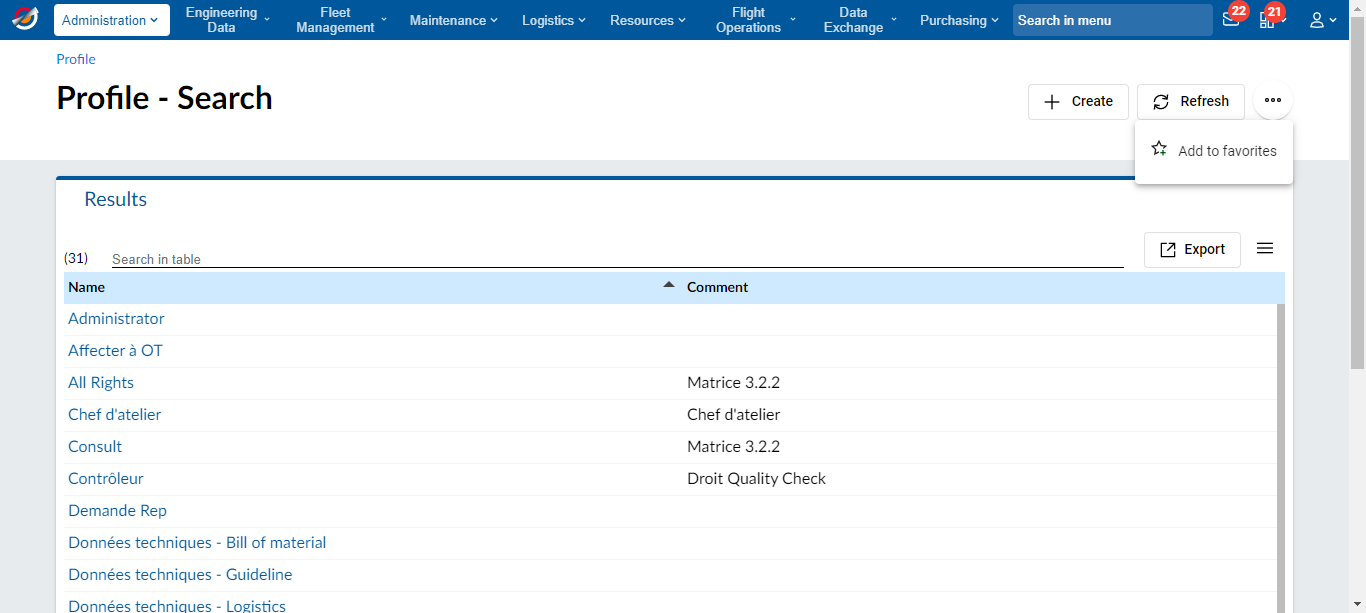 Administration
Engineering
Data
Fleet
Management
Maintenance
Logistics
Resources
Flight
Operations
Data
Exchange
Purchasing
Search in menu
22
21
Profile
Profile - Search
Create
Refresh
Add to favorites
Results
(31)
Search in table
Export
Name Comment
Administrator
Affecter à OT
All Rights Matrice 3.2.2
Chef d'atelier Chef d'atelier
Consult Matrice 3.2.2
Contrôleur Droit Quality Check
Demande Rep
Données techniques - Bill of material
Données techniques - Guideline
Données techniques - Logistics